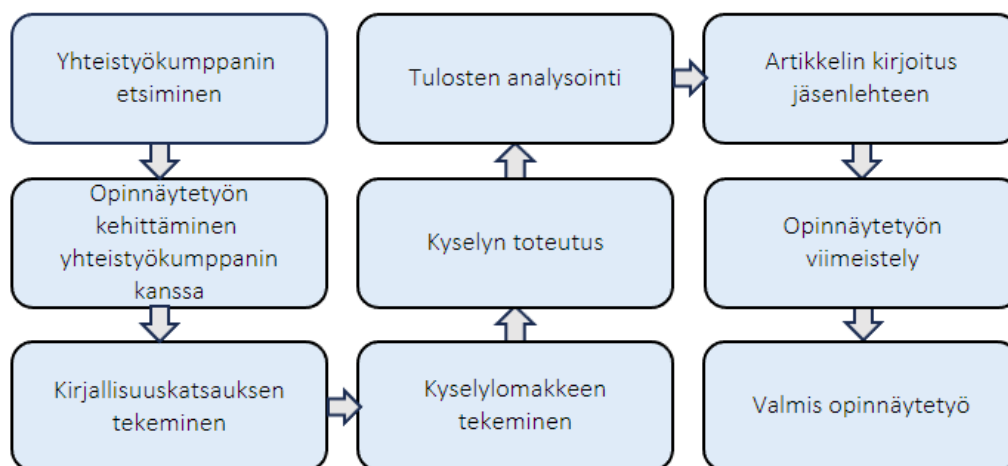 Yhteistyökumppanin
etsiminen
Opinnäytetyön
kehittäminen
yhteistyökumppanin
kanssa
Kirjallisuuskatsauksen
tekeminen
Kyselylomakkeen
tekeminen
Kyselyn toteutus
Tulosten analysointi
Artikkelin kirjoitus
jäsenlehteen
Opinnäytetyön
viimeistely
Valmis opinnäytetyö